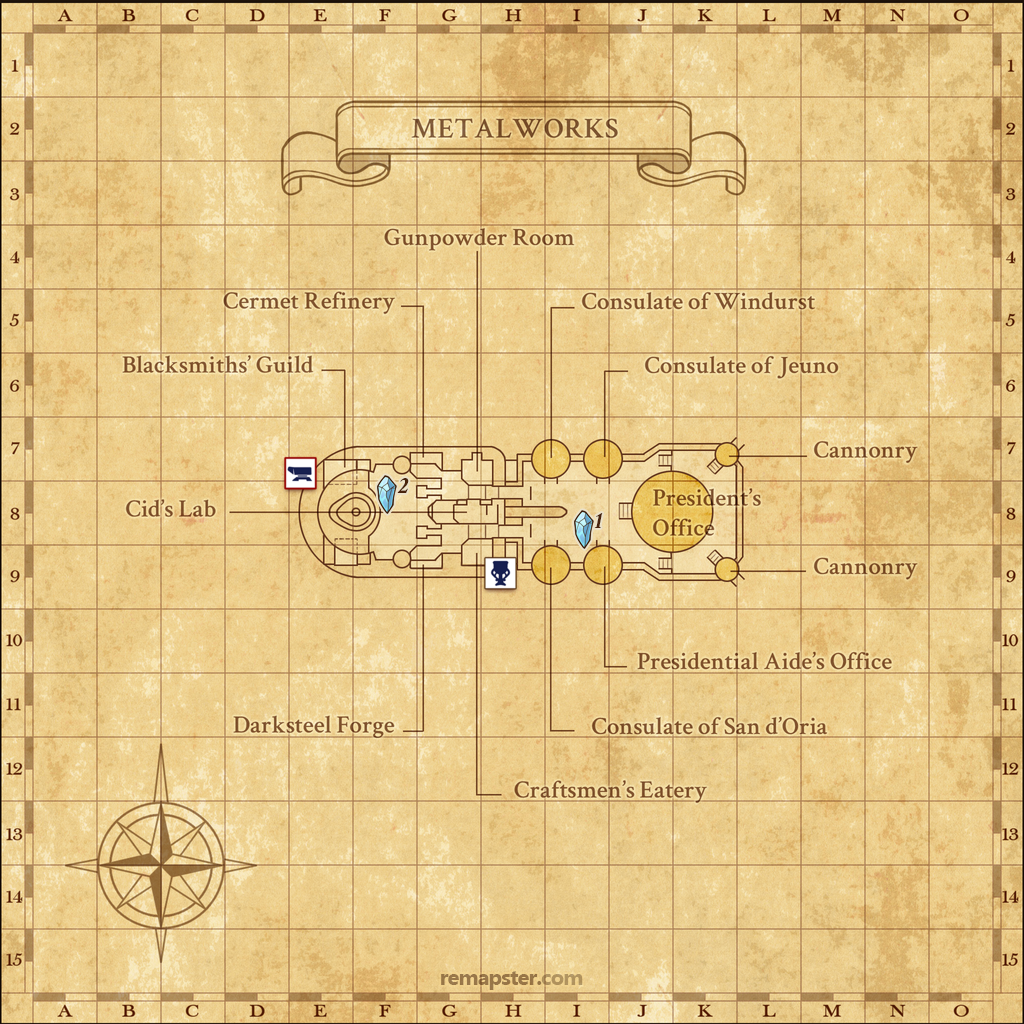 A B C D E F G H I J K L M N O
1 1
METALWORKS
2 2
3 3
Gunpowder Room
4 4
Cermet Refinery Consulate of Windurst
5 5
Blacksmiths' Guild Consulate of Jeuno
6 6
7 Cannonry 7
2 President's
8 Cid's Lab 1 Office 8
9 Cannonry 9
10 10
Presidential Aide's Office
11 11
Darksteel Forge Consulate of San d'Oria
12 12
Craftsmen's Eatery
13 13
14 14
15 15
remapster.com
A B C D E F G H I J K L M N O